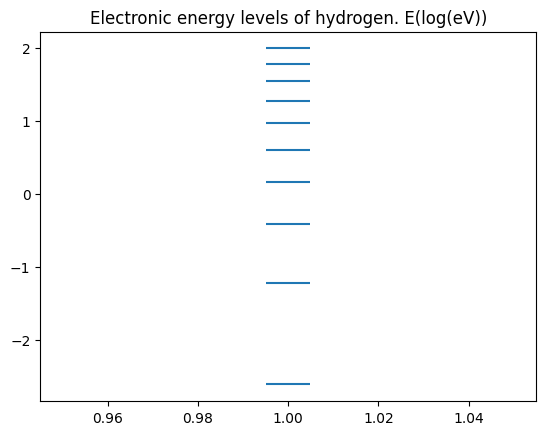 Electronic energy levels of hydrogen. E(log(eV))
2
1
0
−1
−2
0.96 0.98 1.00 1.02 1.04